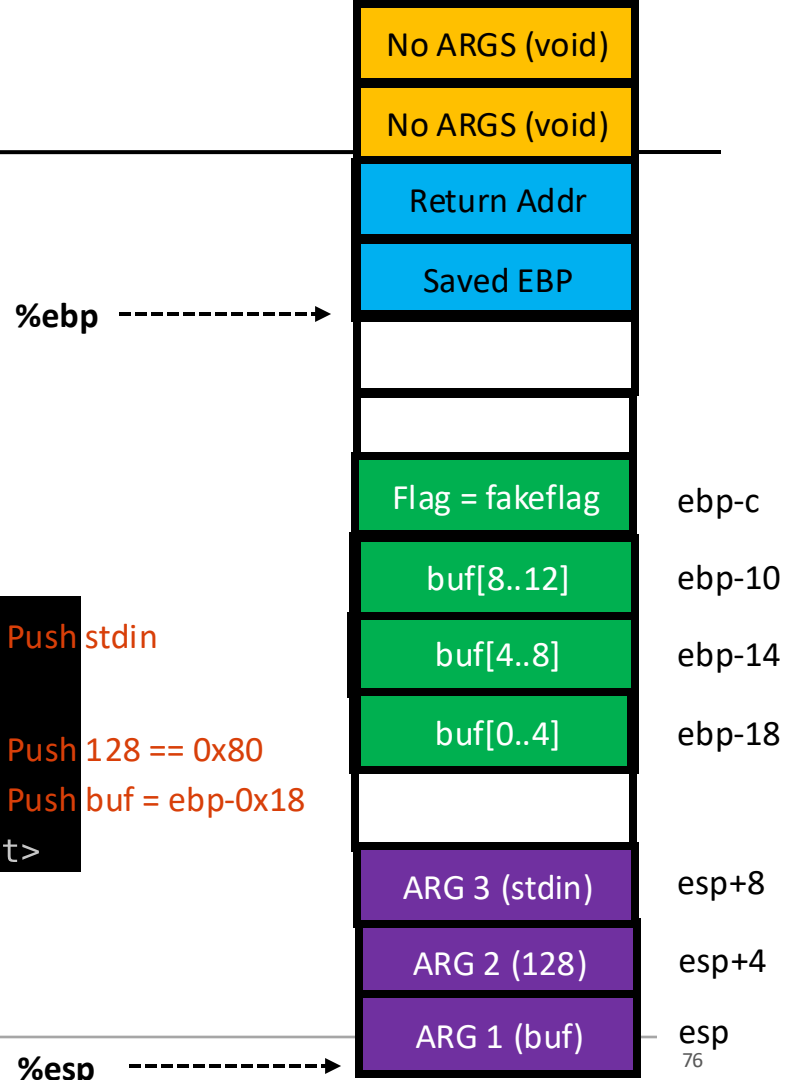 No ARGS (void)
No ARGS (void)
Return Addr
Saved EBP
%ebp
Flag = fakeflag ebp-c
buf[8..12] ebp-10
Push stdin
buf[4..8] ebp-14
buf[0..4] ebp-18
Push 128 == 0x80
Push buf = ebp-0x18
t>
ARG 3 (stdin) esp+8
ARG 2 (128) esp+4
ARG 1 (buf) esp
76
%esp